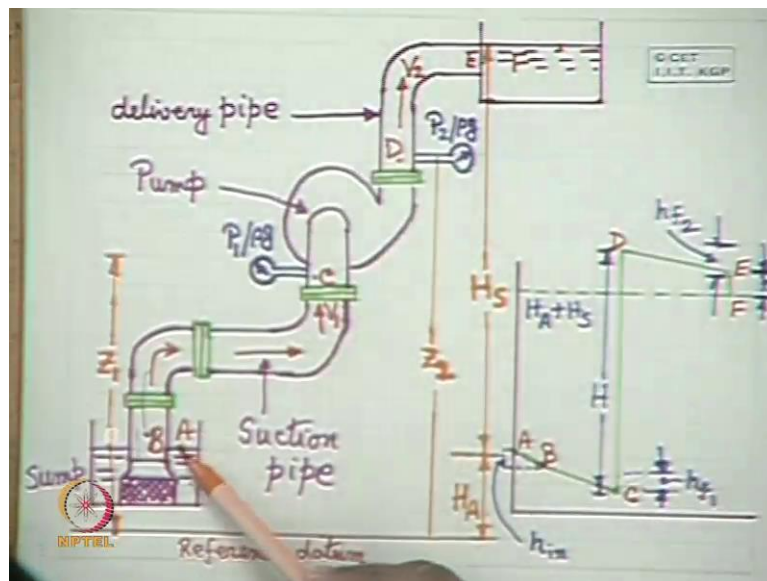 © CET
I.I.T. KGP
delivery pipe
V2
E
F
D
P2/ρg
Pump
P1/ρg
C
V1
Z1
Z2
Hs
HA
B
A
Sump
Suction
pipe
NPTEL
Reference datum
hf2
D
E
F
HA+Hs
H
A
B
C
hf1
hin